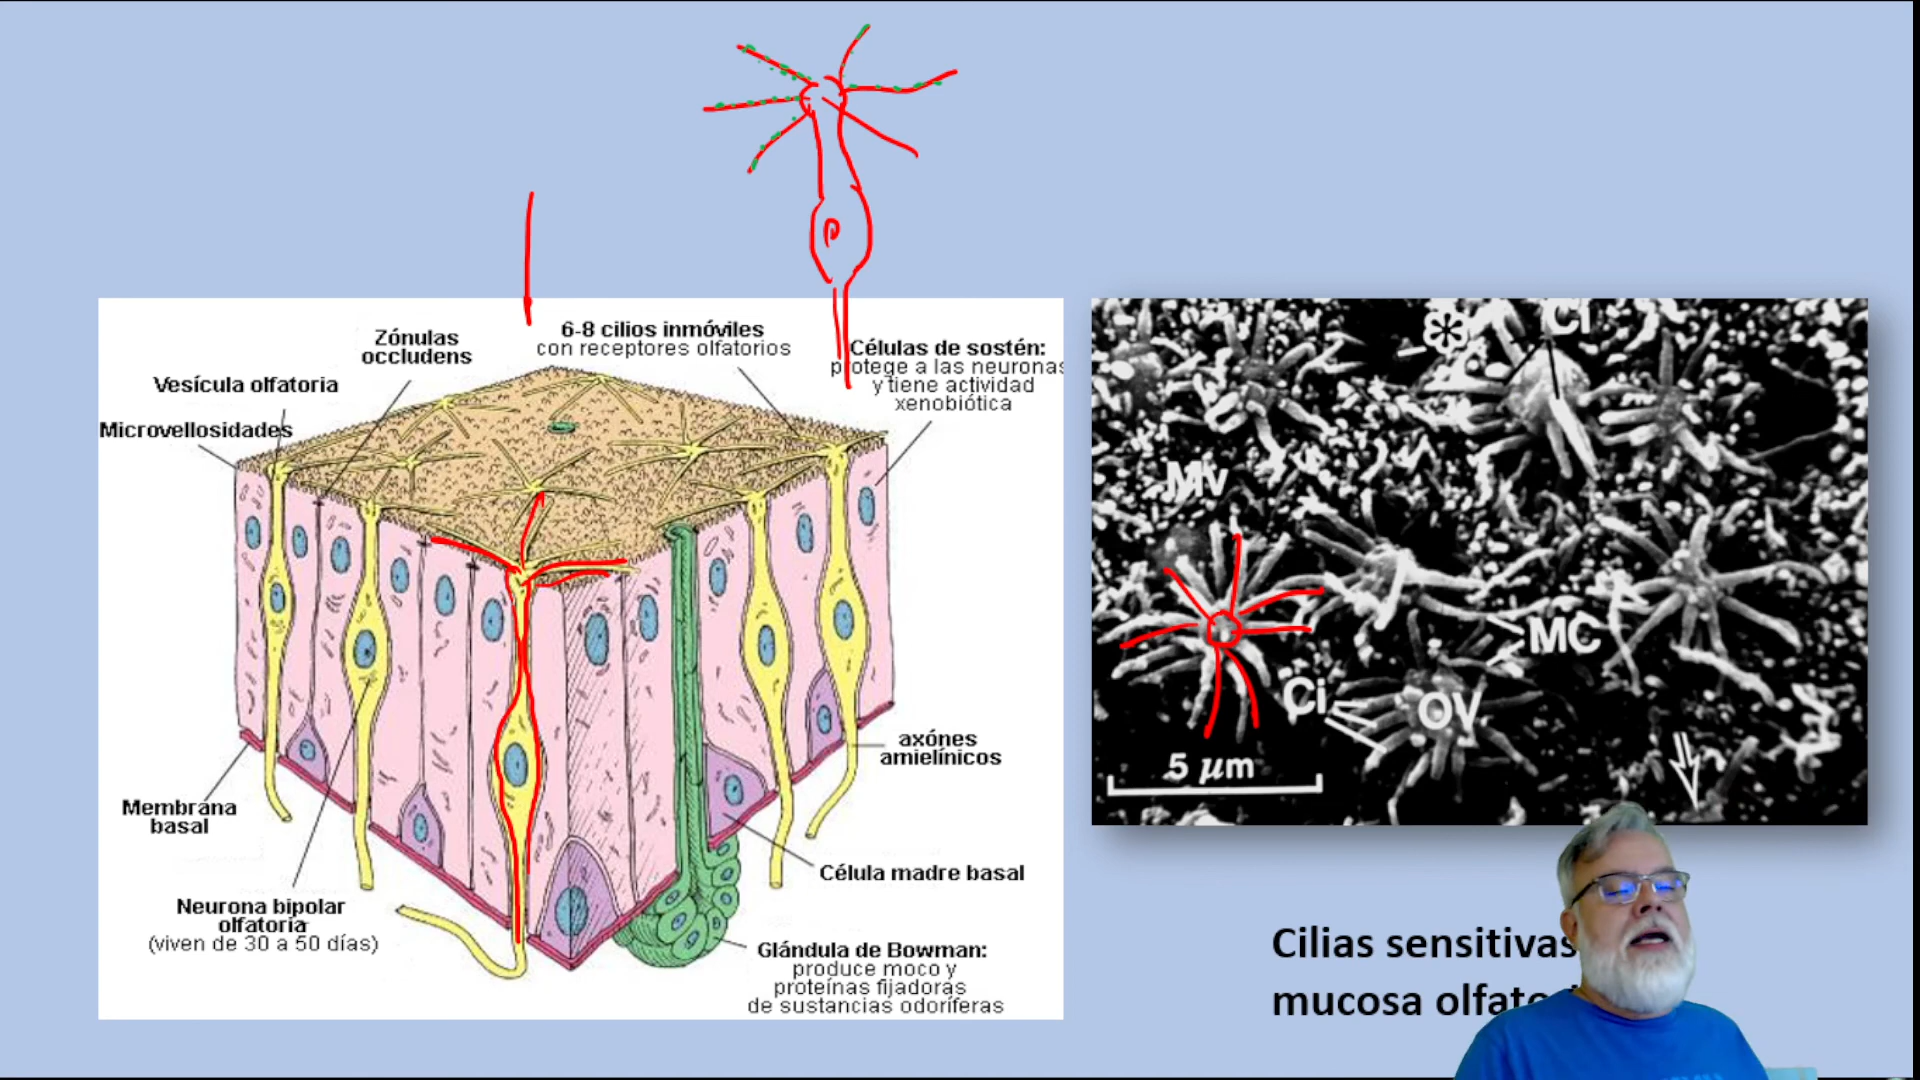 Zónulas
occludens
6-8 cilios inmóviles
con receptores olfatorios
Células de sostén:
protege a las neuronas
y tiene actividad
xenobiótica
Vesícula olfatoria
Microvellosidades
axónes
amielínicos
Membrana
basal
Célula madre basal
Neurona bipolar
olfatoria
(viven de 30 a 50 días)
Glándula de Bowman:
produce moco y
proteínas fijadoras
de sustancias odoríferas
Ci
Mv
MC
Ci
OV
5 µm
Cilias sensitivas
mucosa